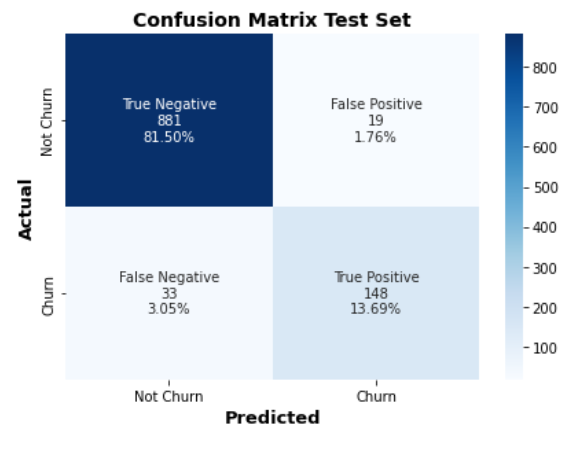 Confusion Matrix Test Set
Actual
Not Churn
Churn
True Negative
881
81.50%
False Positive
19
1.76%
False Negative
33
3.05%
True Positive
148
13.69%
Not Churn
Churn
Predicted
800
700
600
500
400
300
200
100